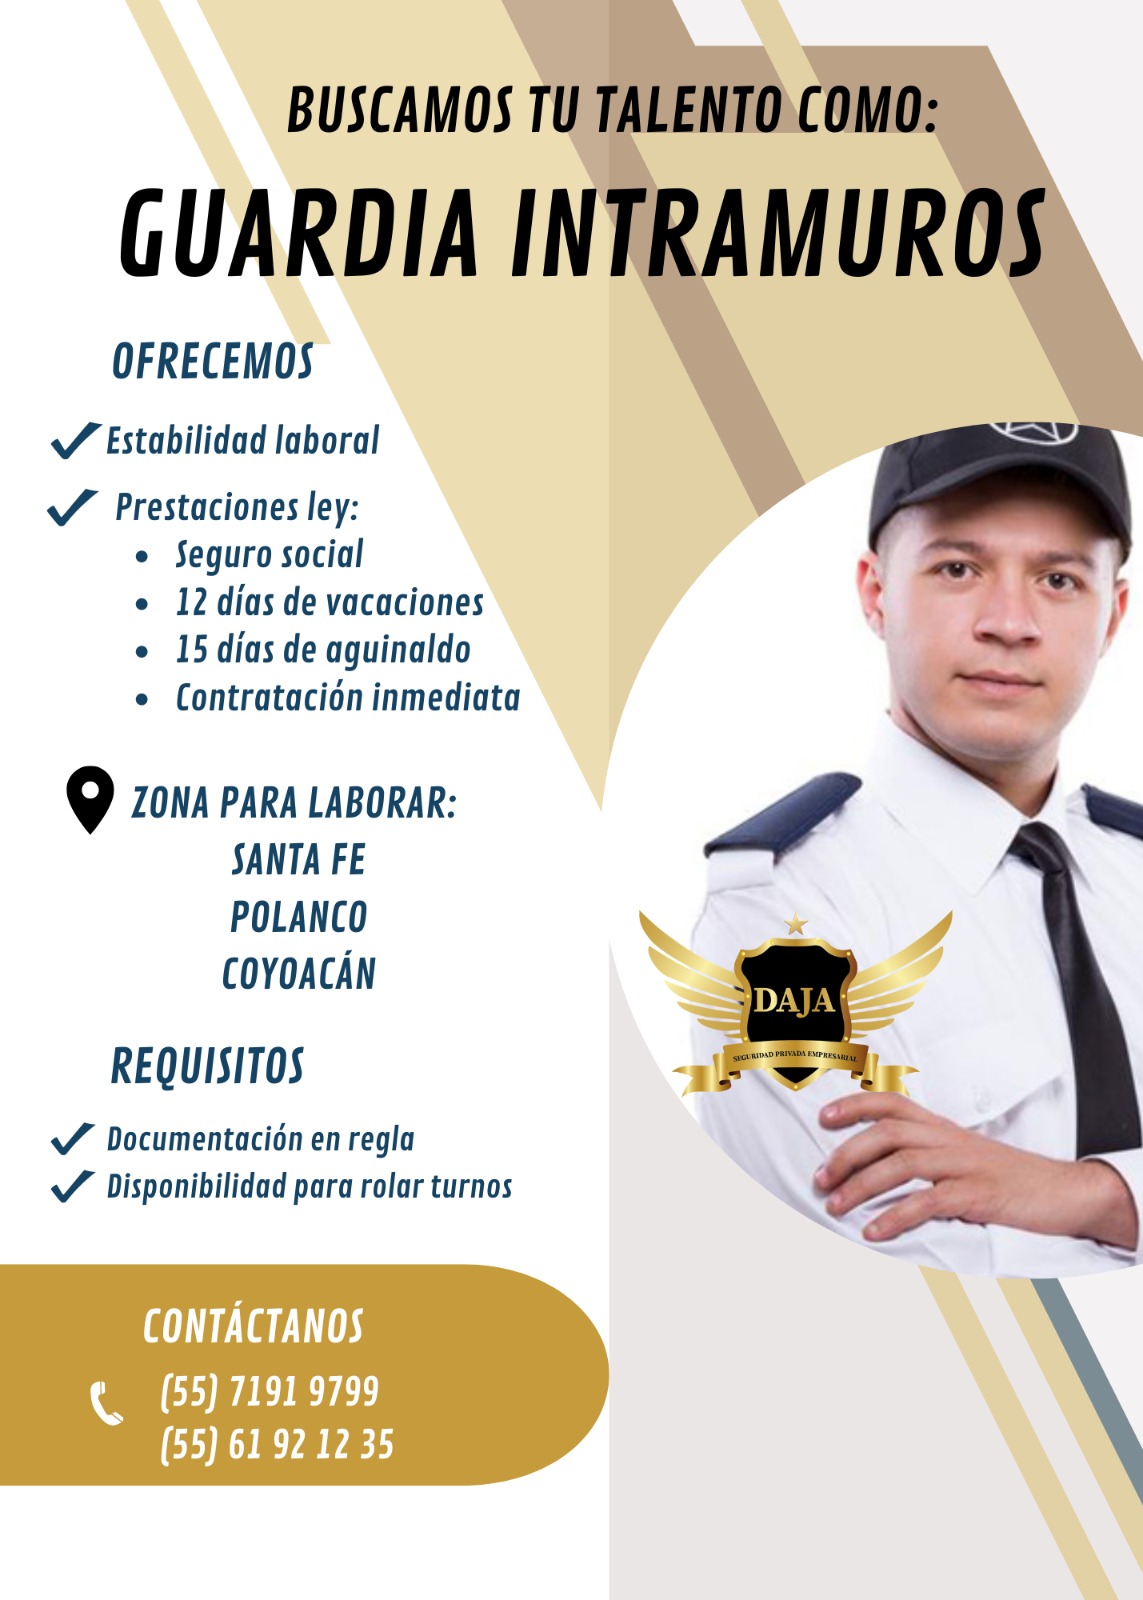 BUSCAMOS TU TALENTO COMO:
GUARDIA INTRAMUROS
OFRECEMOS
Estabilidad laboral
Prestaciones ley:
• Seguro social
• 12 días de vacaciones
• 15 días de aguinaldo
• Contratación inmediata
ZONA PARA LABORAR:
SANTA FE
POLANCO
COYOACÁN
REQUISITOS
Documentación en regla
Disponibilidad para rolar turnos
DAJA
SEGURIDAD PRIVADA EMPRESARIAL
CONTÁCTANOS
(55) 7191 9799
(55) 61 92 12 35